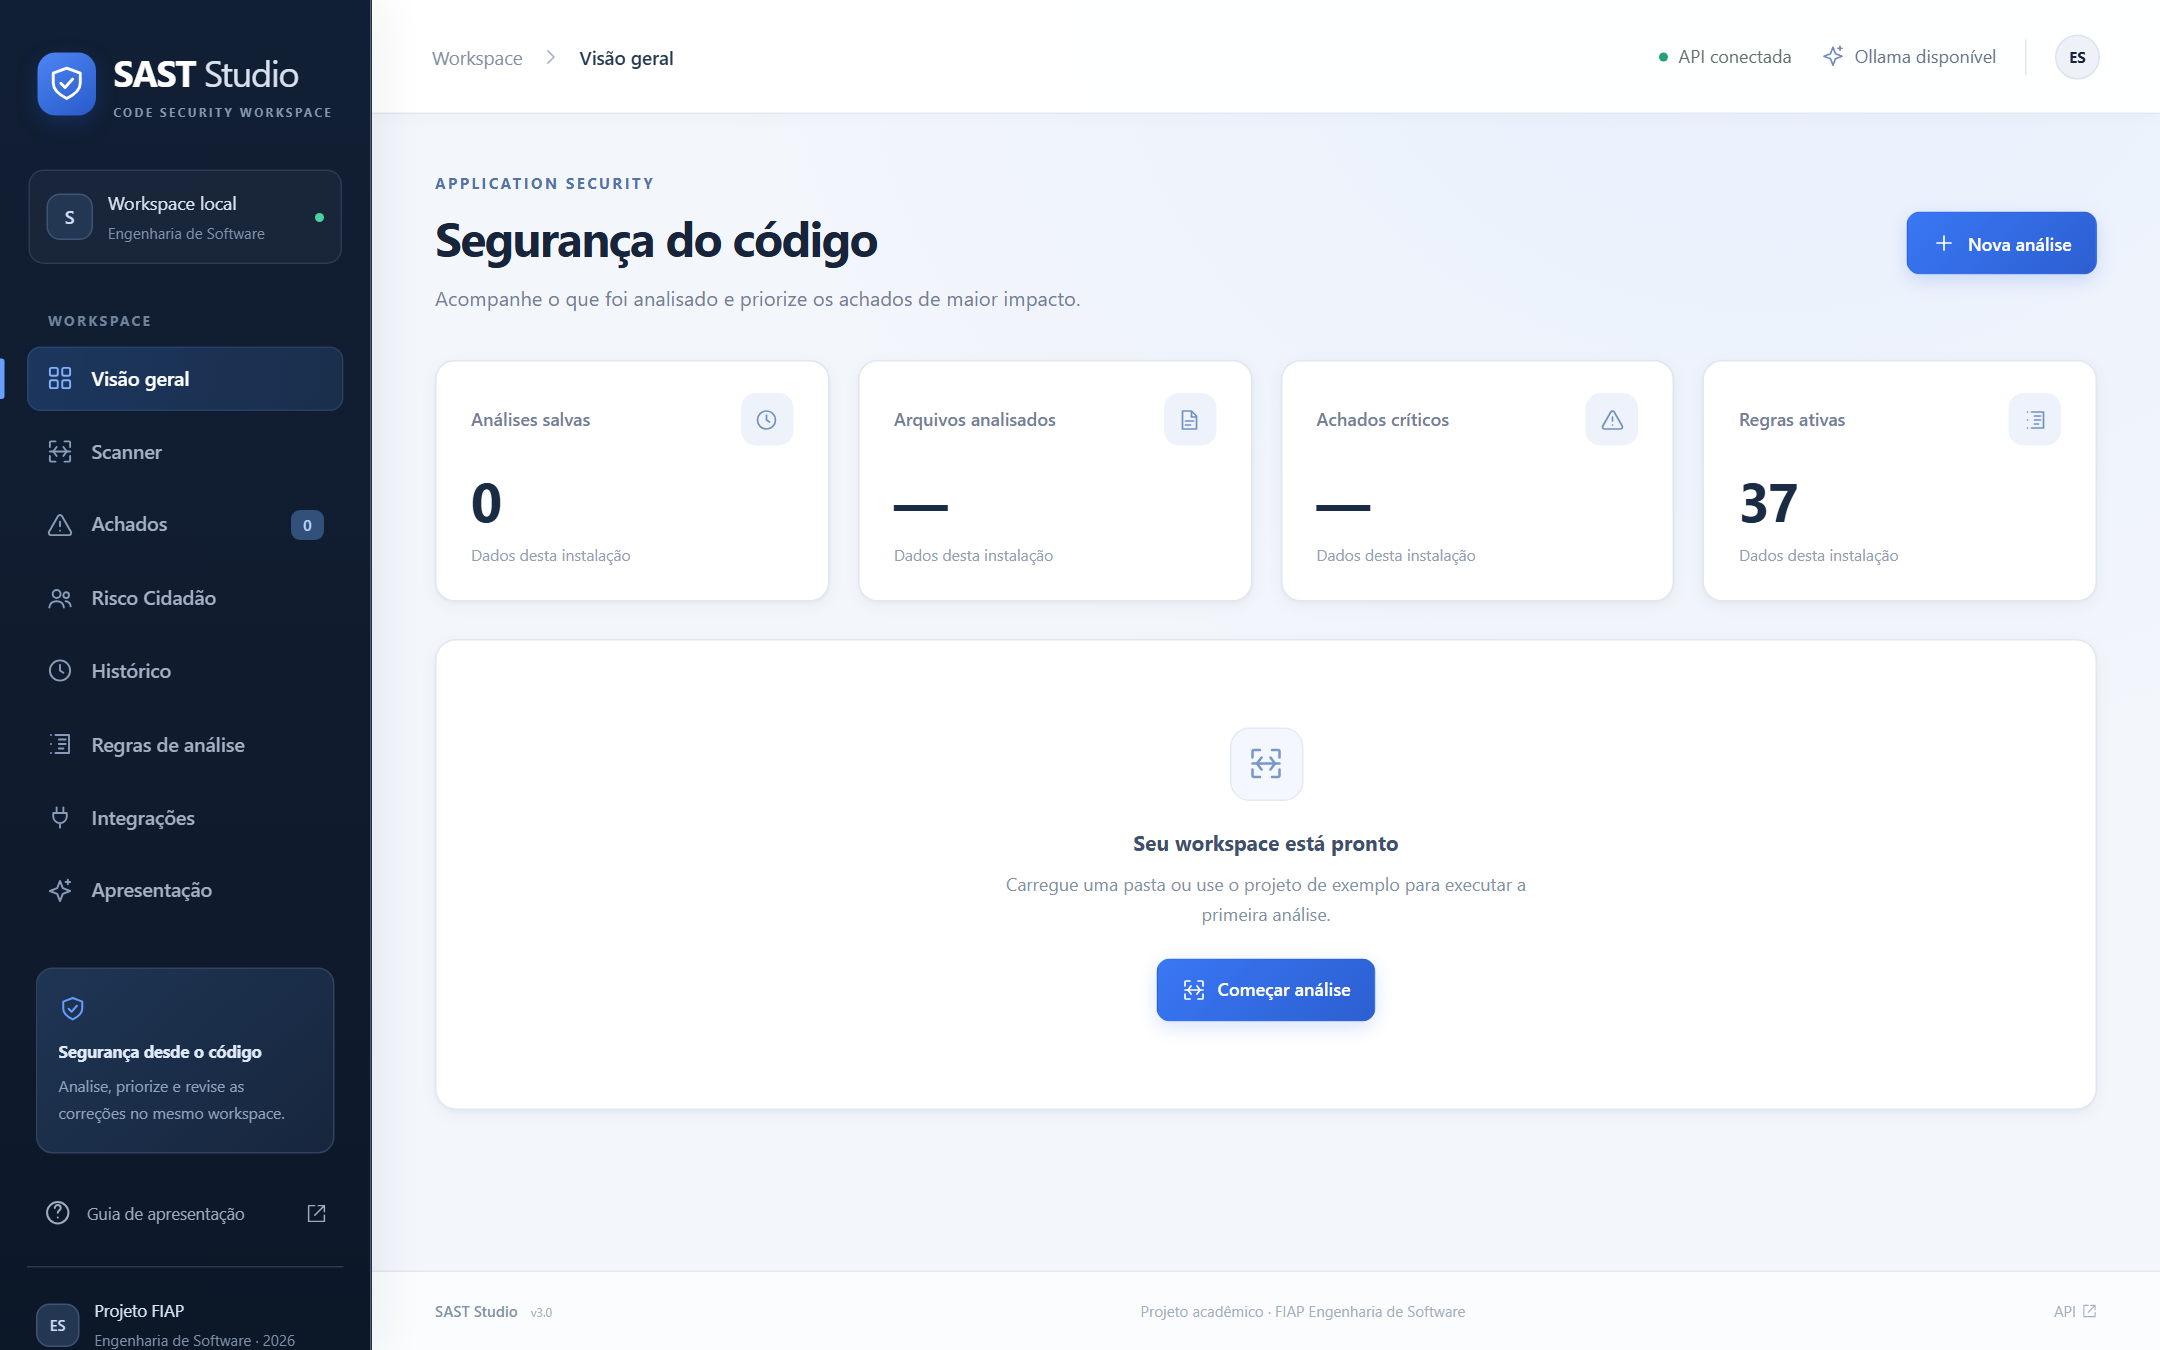 SAST Studio
CODE SECURITY WORKSPACE
S
Workspace local
Engenharia de Software
WORKSPACE
Visão geral
Scanner
Achados
0
Risco Cidadão
Histórico
Regras de análise
Integrações
Apresentação
Segurança desde o código
Analise, priorize e revise as
correções no mesmo workspace.
Guia de apresentação
ES
Projeto FIAP
Engenharia de Software · 2026
Workspace
Visão geral
API conectada
Ollama disponível
ES
APPLICATION SECURITY
Segurança do código
Acompanhe o que foi analisado e priorize os achados de maior impacto.
Nova análise
Análises salvas
0
Dados desta instalação
Arquivos analisados
—
Dados desta instalação
Achados críticos
—
Dados desta instalação
Regras ativas
37
Dados desta instalação
Seu workspace está pronto
Carregue uma pasta ou use o projeto de exemplo para executar a
primeira análise.
Começar análise
SAST Studio v3.0
Projeto acadêmico · FIAP Engenharia de Software
API